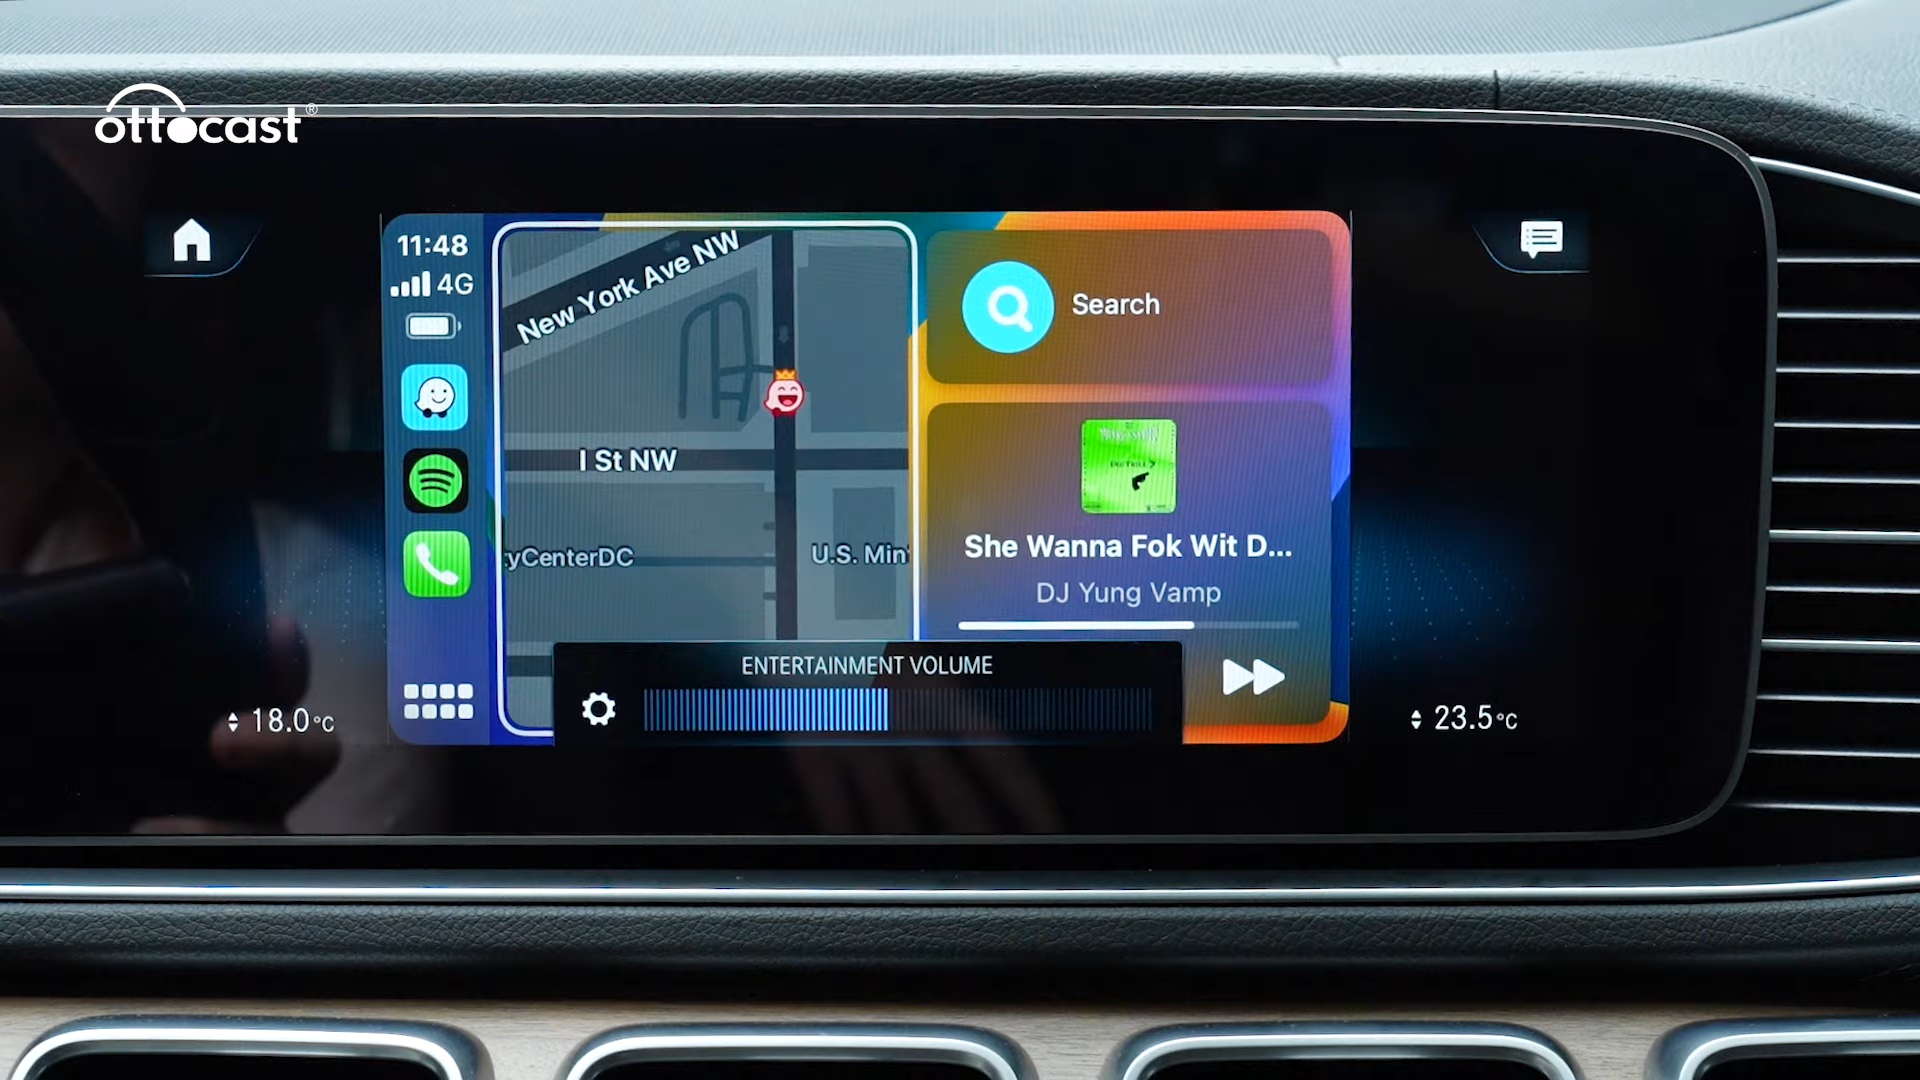 ottocast®
11:48
4G
New York Ave NW
I St NW
yCenterDC
U.S. Min
Search
She Wanna Fok Wit D...
DJ Yung Vamp
ENTERTAINMENT VOLUME
18.0°C
23.5°C